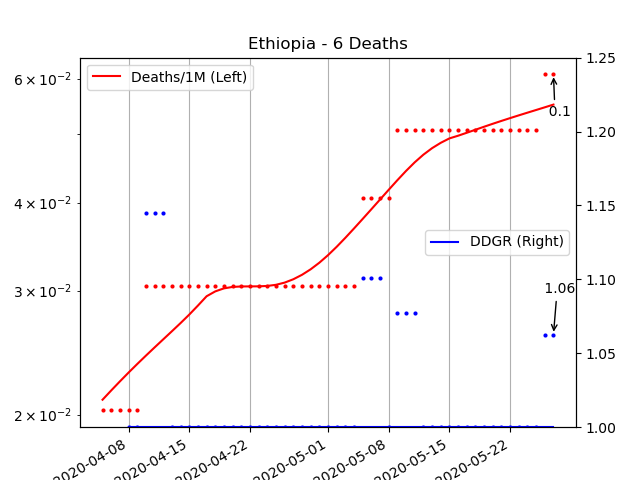 Ethiopia - 6 Deaths
Deaths/1M (Left)
DDGR (Right)
6 × 10⁻²
4 × 10⁻²
3 × 10⁻²
2 × 10⁻²
1.25
1.20
1.15
1.10
1.05
1.00
0.1
1.06
2020-04-08
2020-04-15
2020-04-22
2020-05-01
2020-05-08
2020-05-15
2020-05-22